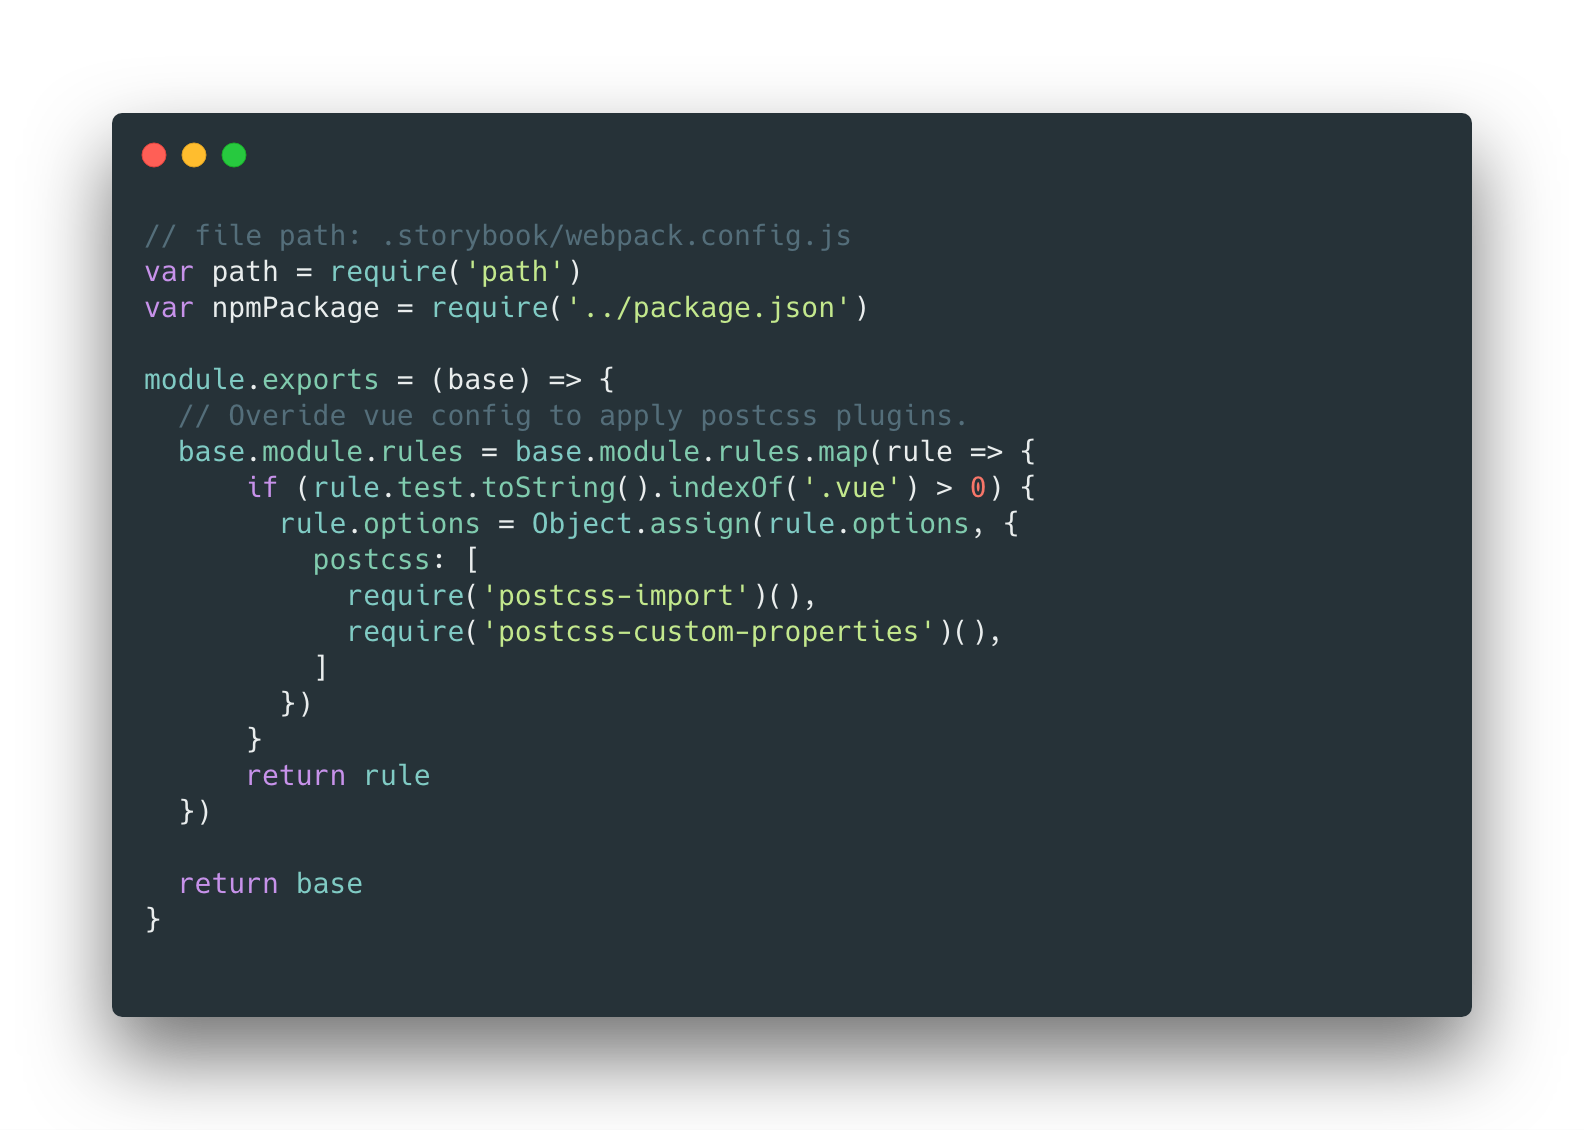 // file path: .storybook/webpack.config.js
var path = require('path')
var npmPackage = require('../package.json')

module.exports = (base) => {
  // Overide vue config to apply postcss plugins.
  base.module.rules = base.module.rules.map(rule => {
      if (rule.test.toString().indexOf('.vue') > 0) {
        rule.options = Object.assign(rule.options, {
          postcss: [
            require('postcss-import')(),
            require('postcss-custom-properties')(),
          ]
        })
      }
      return rule
  })

  return base
}